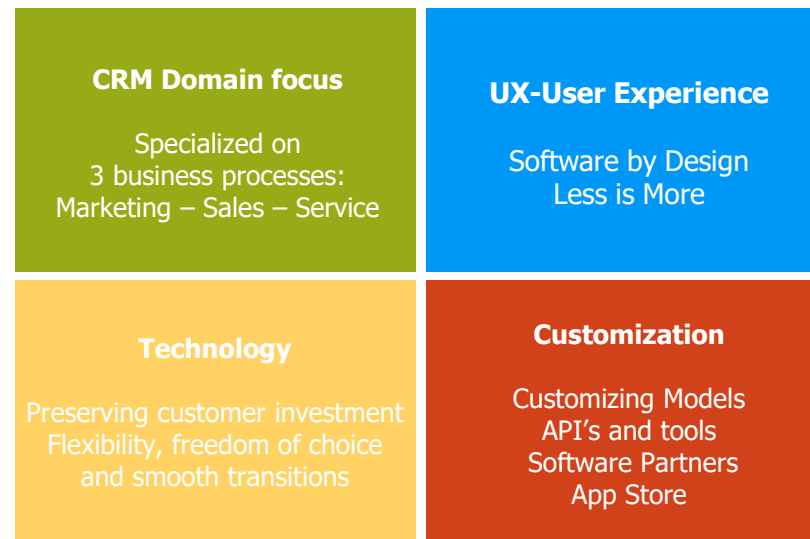 CRM Domain focus
Specialized on
3 business processes:
Marketing – Sales – Service
UX-User Experience
Software by Design
Less is More
Technology
Preserving customer investment
Flexibility, freedom of choice
and smooth transitions
Customization
Customizing Models
API’s and tools
Software Partners
App Store